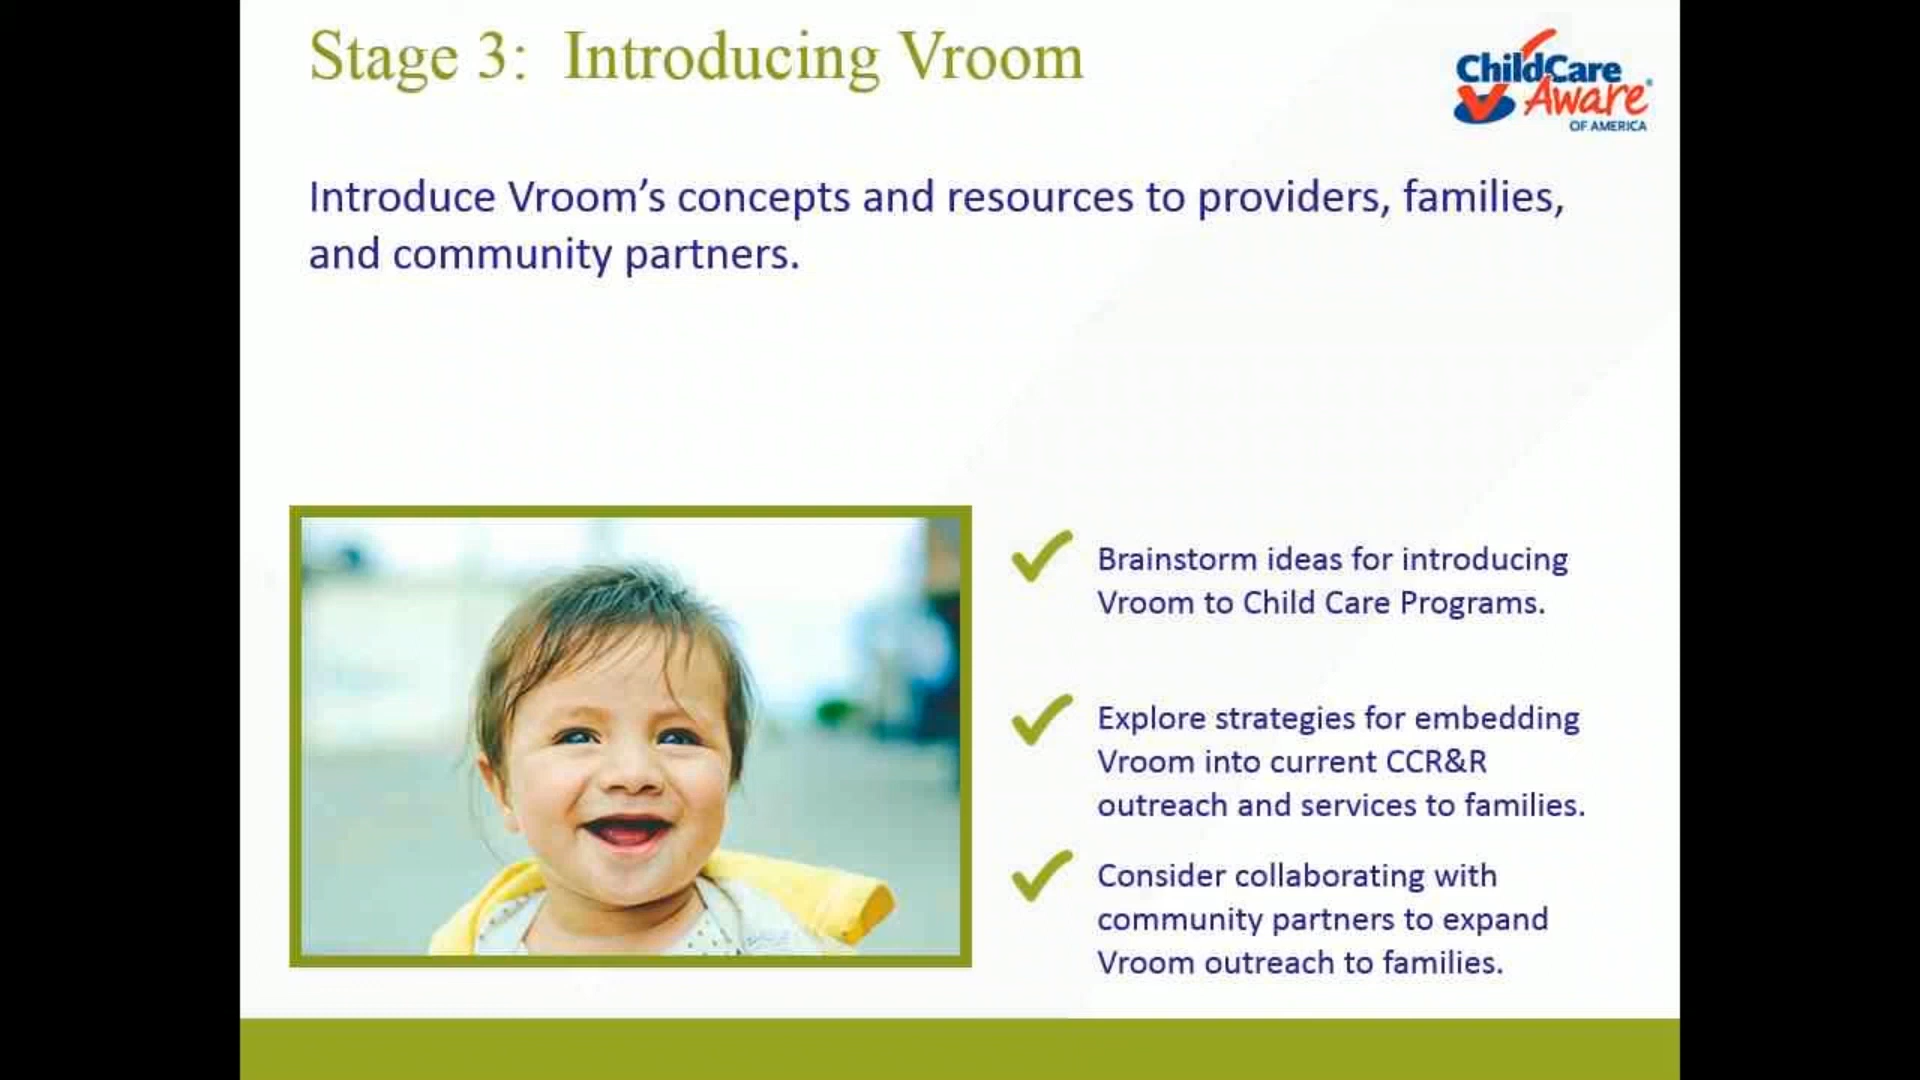 Stage 3: Introducing Vroom
ChildCare
Aware
OF AMERICA
Introduce Vroom’s concepts and resources to providers, families,
and community partners.
Brainstorm ideas for introducing
Vroom to Child Care Programs.
Explore strategies for embedding
Vroom into current CCR&R
outreach and services to families.
Consider collaborating with
community partners to expand
Vroom outreach to families.